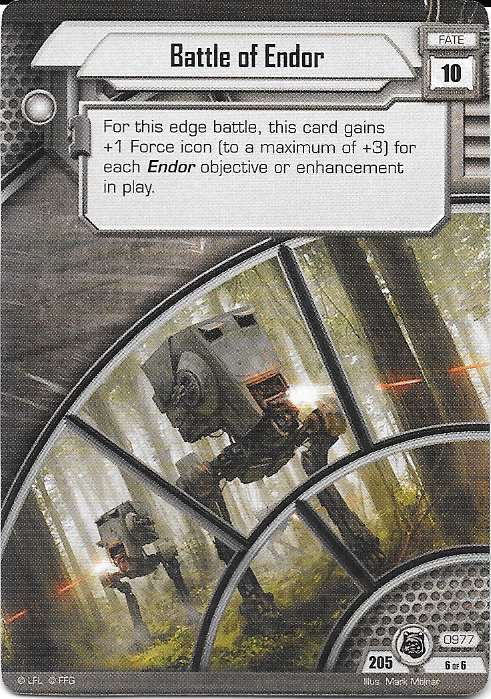 Battle of Endor
FATE
10
For this edge battle, this card gains
+1 Force icon (to a maximum of +3) for
each Endor objective or enhancement
in play.
0977
205
6 of 6
© LFL © FFG
Illus. Mark Molnar